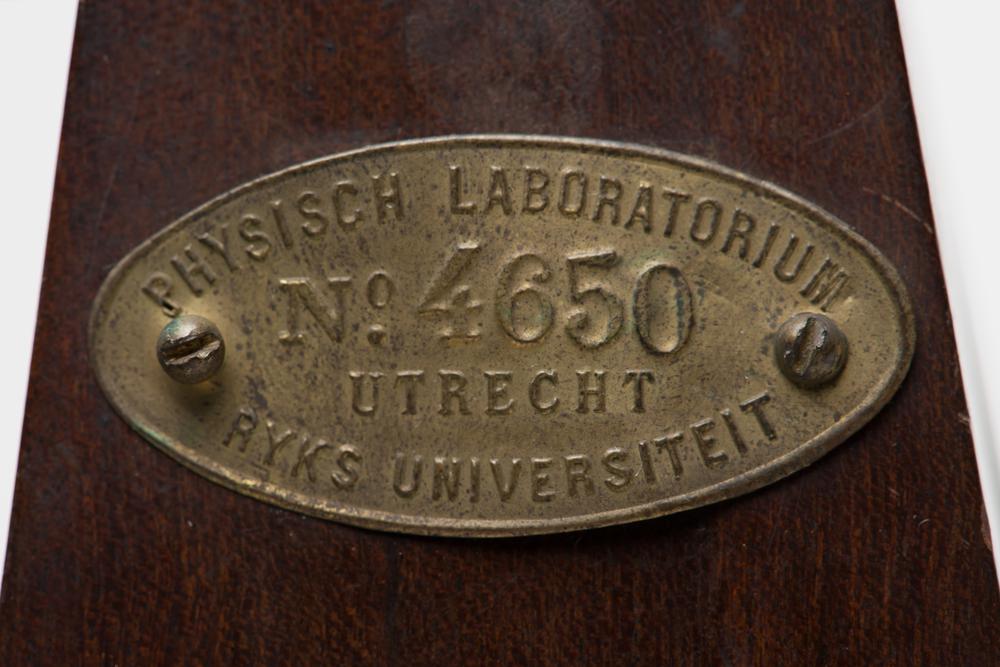 PHYSISCH LABORATORIUM
No. 4650
UTRECHT
RYKS UNIVERSITEIT